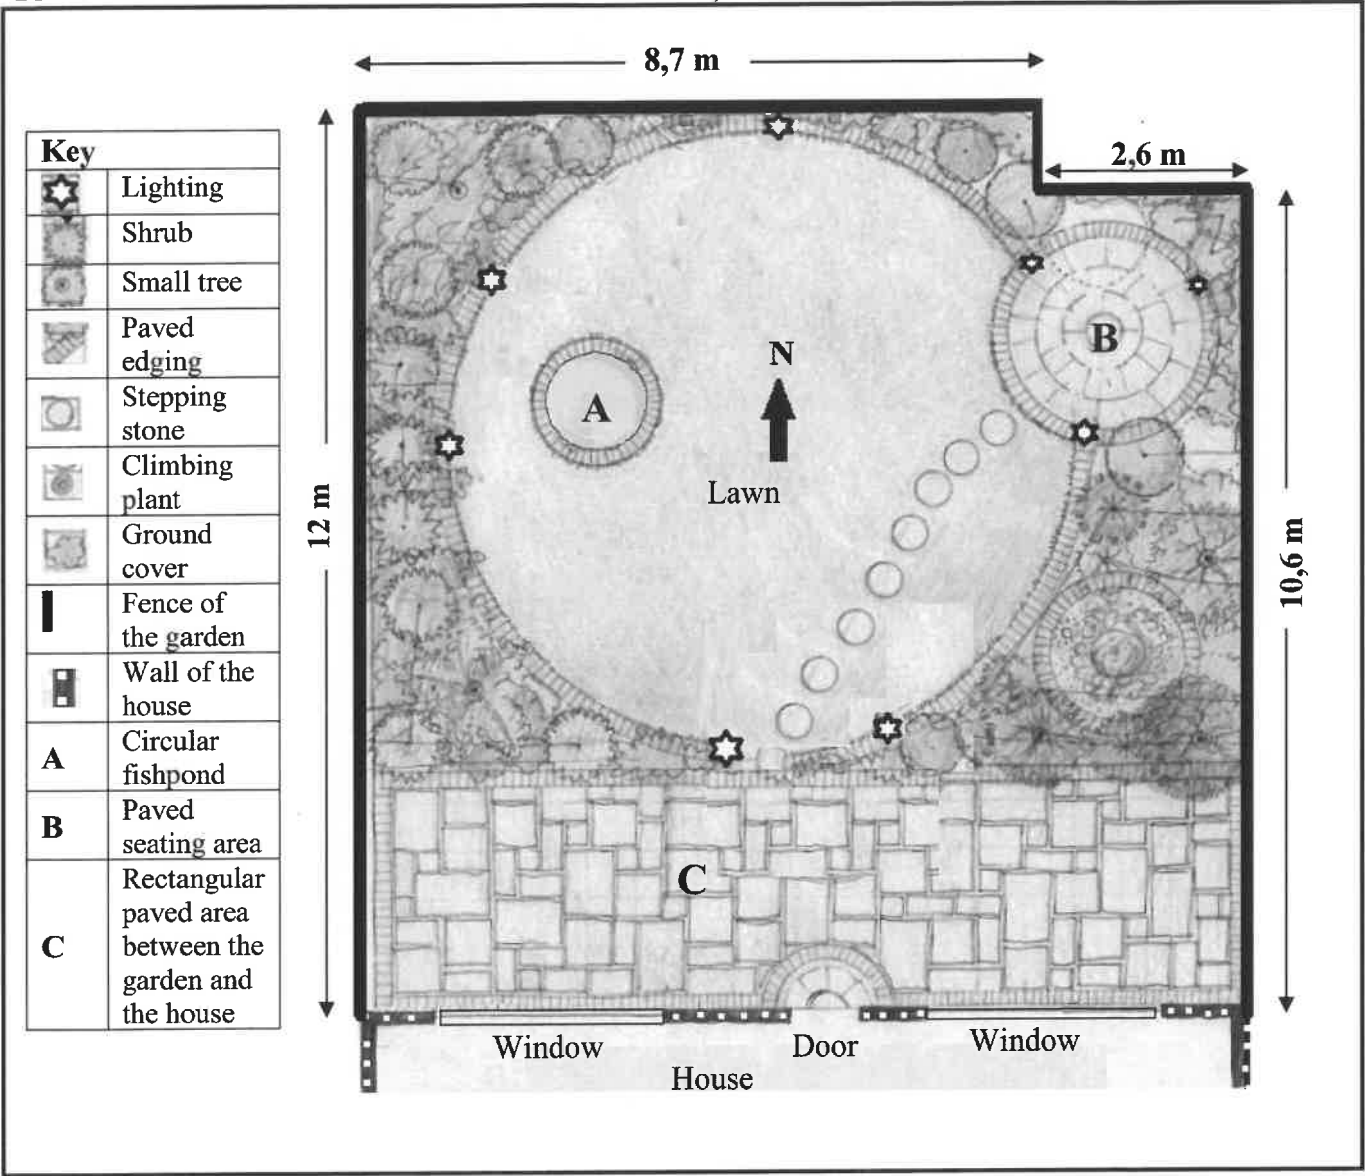 8,7 m
2,6 m
Key
Lighting
Shrub
Small tree
Paved
edging
Stepping
stone
Climbing
plant
Ground
cover
Fence of
the garden
Wall of the
house
A
Circular
fishpond
B
Paved
seating area
C
Rectangular
paved area
between the
garden and
the house
12 m
N
A
B
Lawn
10,6 m
C
Window
Door
Window
House